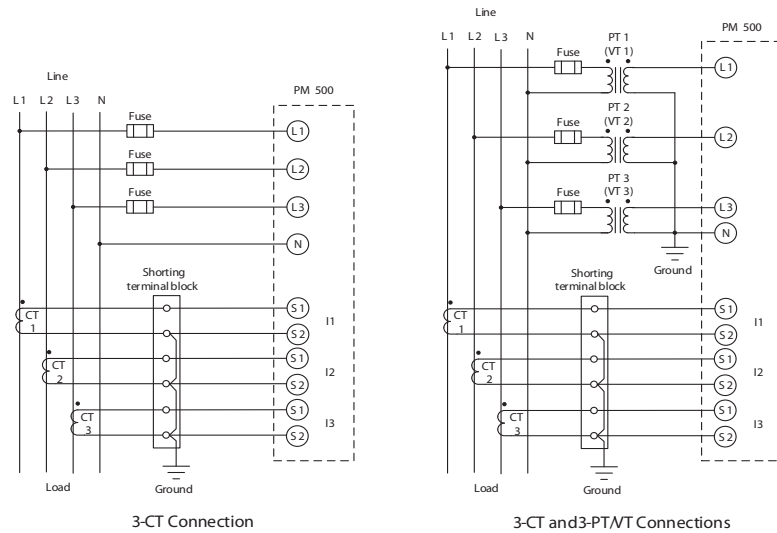 Line
L1 L2 L3 N
PM 500
Fuse
L1
Fuse
L2
Fuse
L3
N
Shorting
terminal block
CT
1
S1
S2
I1
CT
2
S1
S2
I2
CT
3
S1
S2
I3
Load
Ground
3-CT Connection
Line
L1 L2 L3 N
PM 500
Fuse
PT 1
(VT 1)
L1
Fuse
PT 2
(VT 2)
L2
Fuse
PT 3
(VT 3)
L3
N
Ground
Shorting
terminal block
CT
1
S1
S2
I1
CT
2
S1
S2
I2
CT
3
S1
S2
I3
Load
Ground
3-CT and3-PT/VT Connections